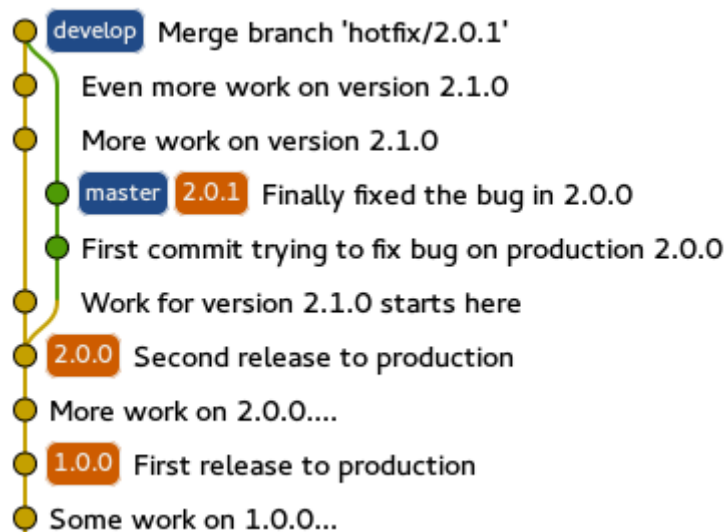 develop Merge branch 'hotfix/2.0.1'
Even more work on version 2.1.0
More work on version 2.1.0
master 2.0.1 Finally fixed the bug in 2.0.0
First commit trying to fix bug on production 2.0.0
Work for version 2.1.0 starts here
2.0.0 Second release to production
More work on 2.0.0....
1.0.0 First release to production
Some work on 1.0.0...